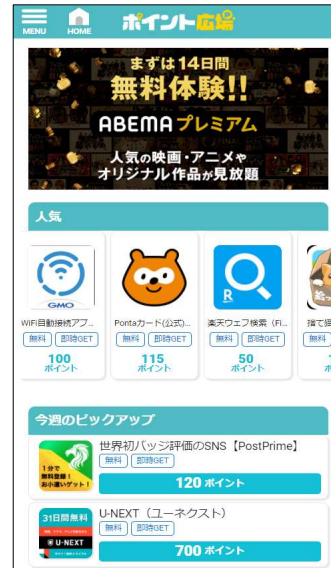 MENU
HOME
ポイント広場
まずは14日間
無料体験!!
ABEMA プレミアム
人気の映画・アニメや
オリジナル作品が見放題
人気
GMO
WiFi自動接続アプ...
無料 即時GET
100
ポイント
Pontaカード(公式)...
無料 即時GET
115
ポイント
R
楽天ウェブ検索（Fi...
無料 即時GET
50
ポイント
捨て猫
無料
今週のピックアップ
1分で
無料登録！
お小遣いゲット！
世界初バッジ評価のSNS【PostPrime】
無料 即時GET
120 ポイント
31日間無料
U-NEXT
U-NEXT（ユーネクスト）
無料 即時GET
700 ポイント